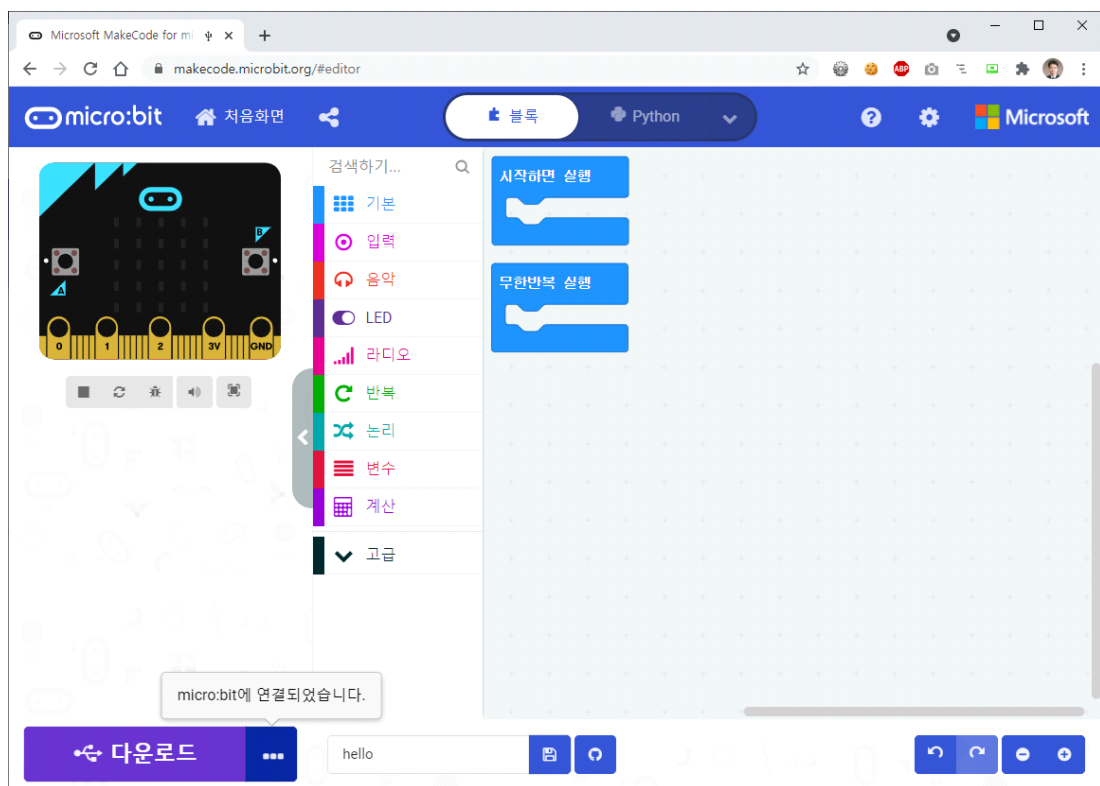 Microsoft MakeCode for mi
makecode.microbit.org/#editor
ABP
micro:bit
처음화면
블록
Python
Microsoft
검색하기...
기본
입력
음악
LED
라디오
반복
논리
변수
계산
고급
B
A
0 1 2 3V GND
시작하면 실행
무한반복 실행
micro:bit에 연결되었습니다.
다운로드
hello